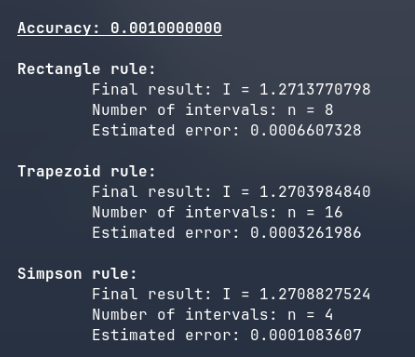 Accuracy: 0.0010000000
Rectangle rule:
Final result: I = 1.2713770798
Number of intervals: n = 8
Estimated error: 0.0006607328
Trapezoid rule:
Final result: I = 1.2703984840
Number of intervals: n = 16
Estimated error: 0.0003261986
Simpson rule:
Final result: I = 1.2708827524
Number of intervals: n = 4
Estimated error: 0.0001083607